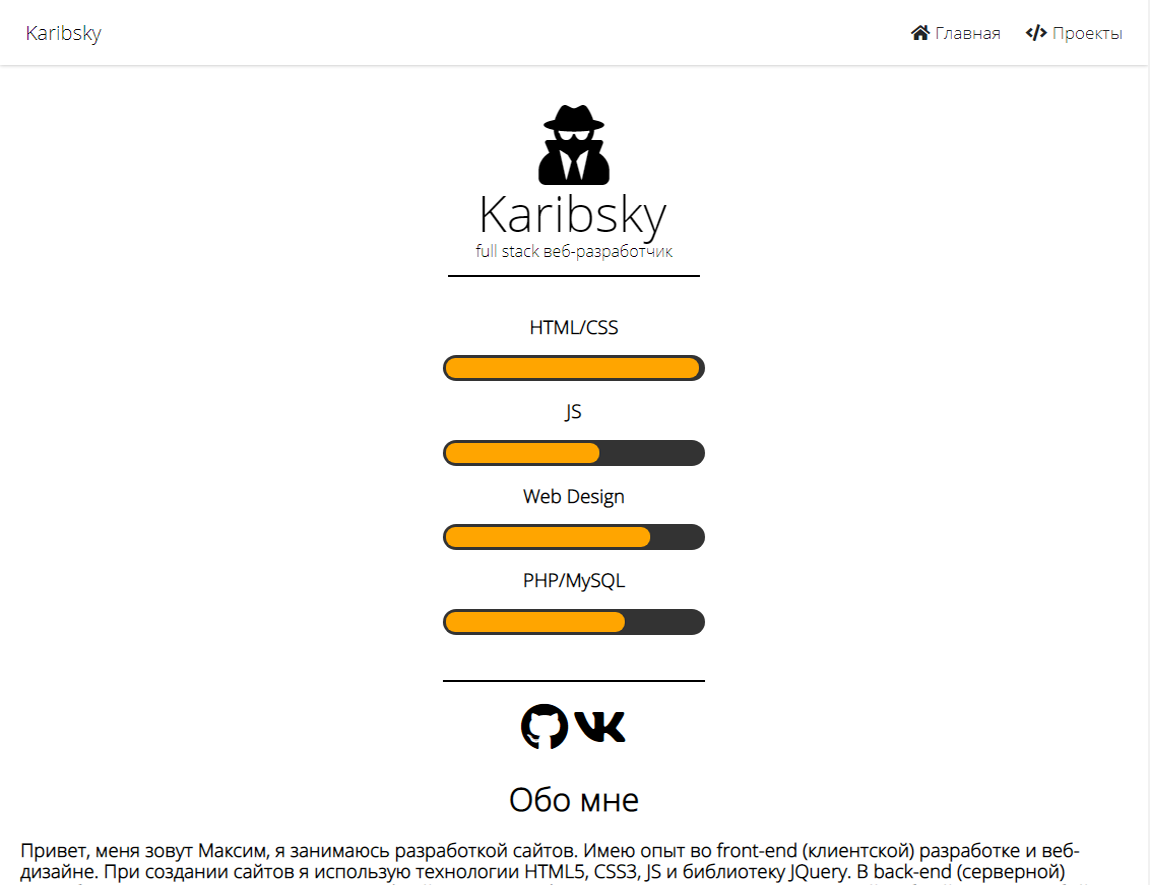 Karibsky
Главная
Проекты
Karibsky
full stack веб-разработчик
HTML/CSS
JS
Web Design
PHP/MySQL
Обо мне
Привет, меня зовут Максим, я занимаюсь разработкой сайтов. Имею опыт во front-end (клиентской) разработке и веб-
дизайне. При создании сайтов я использую технологии HTML5, CSS3, JS и библиотеку JQuery. В back-end (серверной)